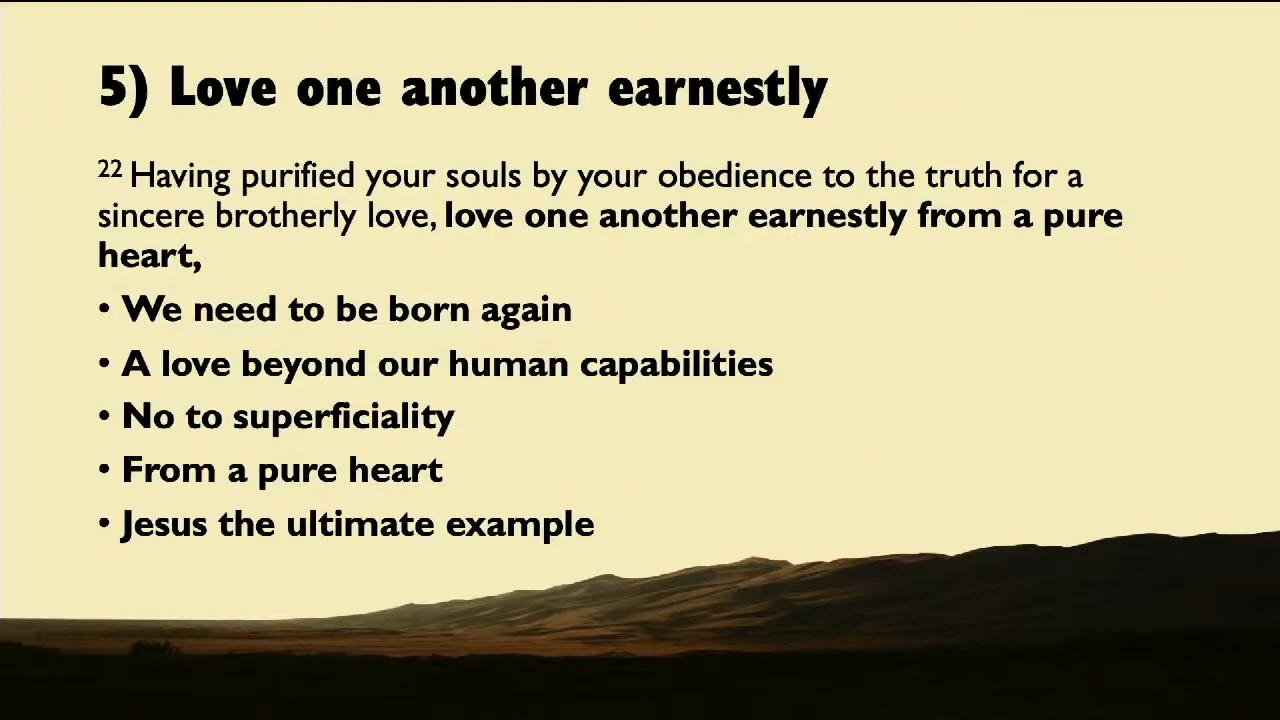 5) Love one another earnestly
22 Having purified your souls by your obedience to the truth for a
sincere brotherly love, love one another earnestly from a pure
heart,
• We need to be born again
• A love beyond our human capabilities
• No to superficiality
• From a pure heart
• Jesus the ultimate example